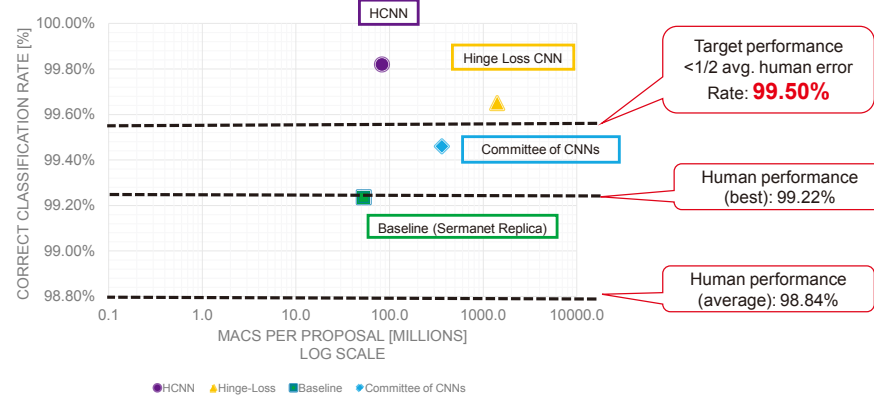 HCNN
100.00%
99.80%
99.60%
99.40%
99.20%
99.00%
98.80%
CORRECT CLASSIFICATION RATE [%]
Hinge Loss CNN
Committee of CNNs
Baseline (Sermanet Replica)
0.1
1.0
10.0
100.0
1000.0
10000.0
MACS PER PROPOSAL [MILLIONS]
LOG SCALE
HCNN
Hinge-Loss
Baseline
Committee of CNNs
Target performance
<1/2 avg. human error
Rate: 99.50%
Human performance
(best): 99.22%
Human performance
(average): 98.84%